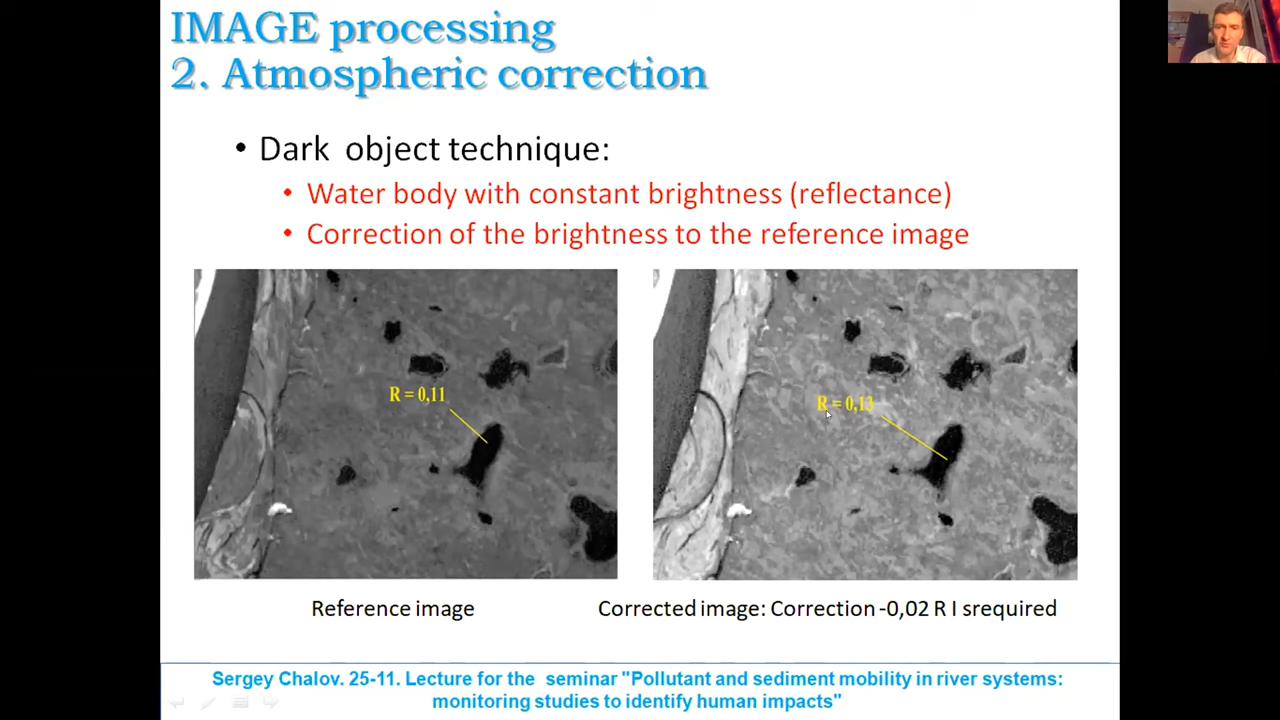 IMAGE processing
2. Atmospheric correction
• Dark object technique:
• Water body with constant brightness (reflectance)
• Correction of the brightness to the reference image
R = 0,11
R = 0,13
Reference image
Corrected image: Correction -0,02 R I srequired
Sergey Chalov. 25-11. Lecture for the seminar "Pollutant and sediment mobility in river systems:
monitoring studies to identify human impacts"